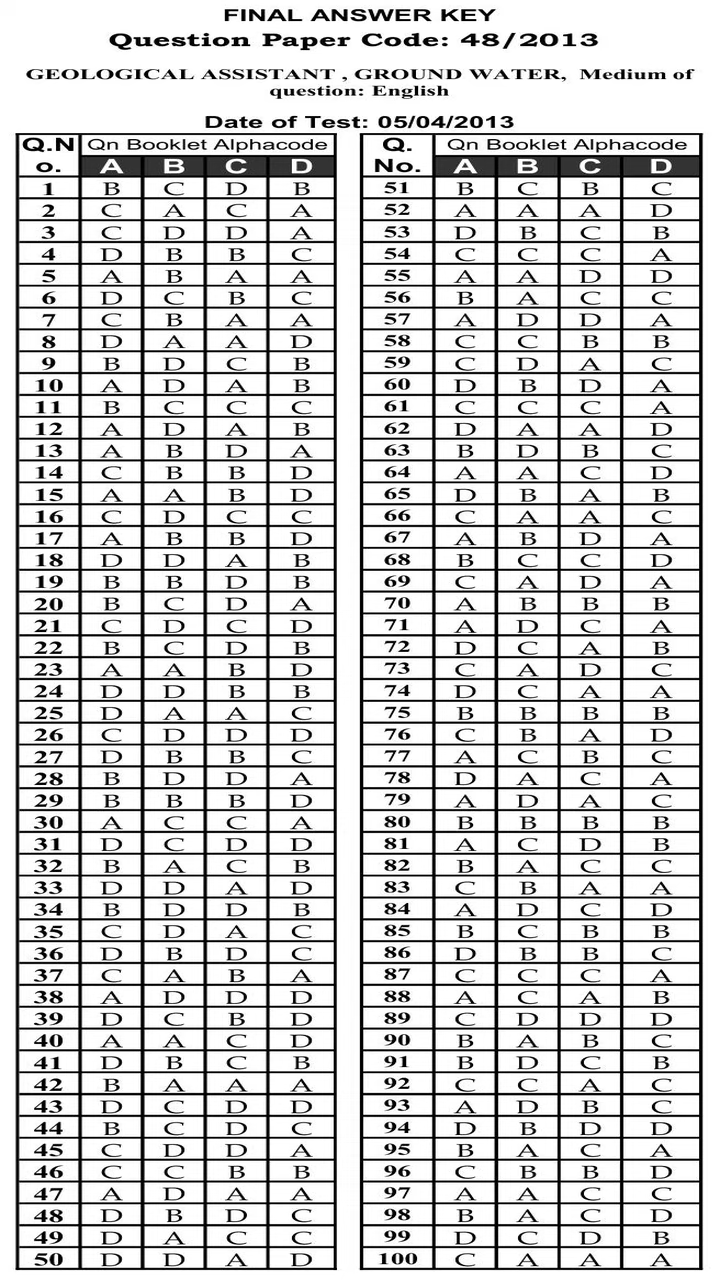 FINAL ANSWER KEY
Question Paper Code: 48/2013
GEOLOGICAL ASSISTANT , GROUND WATER, Medium of
question: English
Date of Test: 05/04/2013
Q.N Qn Booklet Alphacode Q. Qn Booklet Alphacode
o. A B C D No. A B C D
1 B C D B 51 B C B C
2 C A C A 52 A A A D
3 C D D A 53 D B C B
4 D B B C 54 C C C A
5 A B A A 55 A A D D
6 D C B C 56 B A C C
7 C B A A 57 A D D A
8 D A A D 58 C C B B
9 B D C B 59 C D A C
10 A D A B 60 D B D A
11 B C C C 61 C C C A
12 A D A B 62 D A A D
13 A B D A 63 B D B C
14 C B B D 64 A A C D
15 A A B D 65 D B A B
16 C D C C 66 C A A C
17 A B B D 67 A B D A
18 D D A B 68 B C C D
19 B B D B 69 C A D A
20 B C D A 70 A B B B
21 C D C D 71 A D C A
22 B C D B 72 D C A B
23 A A B D 73 C A D C
24 D D B B 74 D C A A
25 D A A C 75 B B B B
26 C D D D 76 C B A D
27 D B B C 77 A C B C
28 B D D A 78 D A C A
29 B B B D 79 A D A C
30 A C C A 80 B B B B
31 D C D D 81 A C D B
32 B A C B 82 B A C C
33 D D A D 83 C B A A
34 B D D B 84 A D C D
35 C D A C 85 B C B B
36 D B D C 86 D B B C
37 C A B A 87 C C C A
38 A D D D 88 A C A B
39 D C B D 89 C D D D
40 A A C D 90 B A B C
41 D B C B 91 B D C B
42 B A A A 92 C C A C
43 D C D D 93 A D B C
44 B C D C 94 D B D D
45 C D D A 95 B A C A
46 C C B B 96 C B B D
47 A D A A 97 A A C C
48 D B D C 98 B A C D
49 D A C C 99 D C D B
50 D D A D 100 C A A A